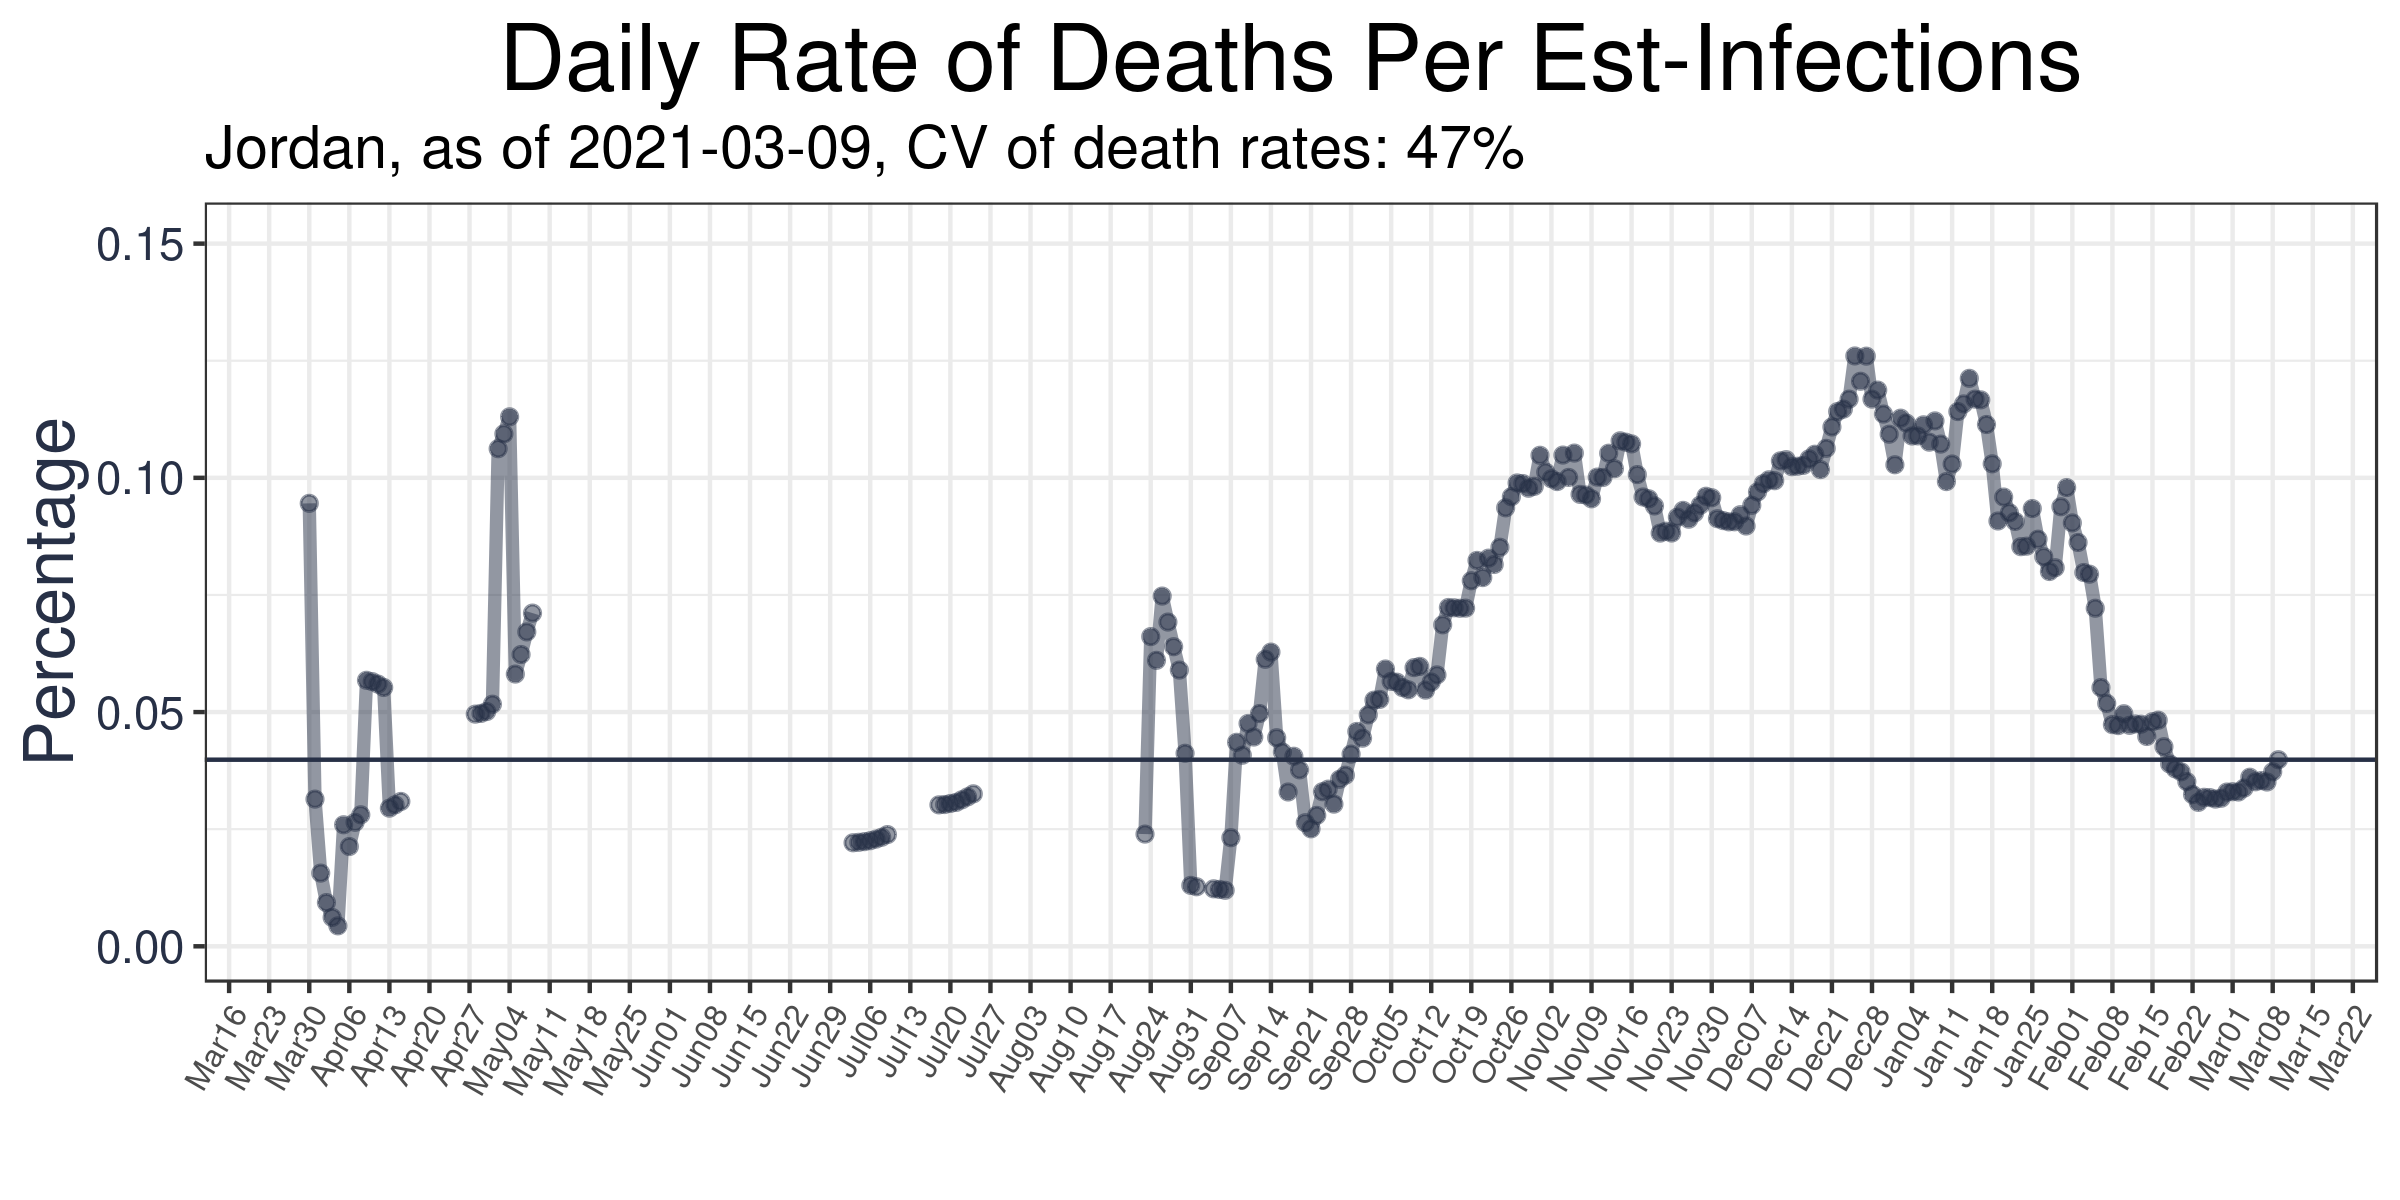 Daily Rate of Deaths Per Est-Infections
Jordan, as of 2021-03-09, CV of death rates: 47%
Percentage
0.15
0.10
0.05
0.00
Mar16
Mar23
Mar30
Apr06
Apr13
Apr20
Apr27
May04
May11
May18
May25
Jun01
Jun08
Jun15
Jun22
Jun29
Jul06
Jul13
Jul20
Jul27
Aug03
Aug10
Aug17
Aug24
Aug31
Sep07
Sep14
Sep21
Sep28
Oct05
Oct12
Oct19
Oct26
Nov02
Nov09
Nov16
Nov23
Nov30
Dec07
Dec14
Dec21
Dec28
Jan04
Jan11
Jan18
Jan25
Feb01
Feb08
Feb15
Feb22
Mar01
Mar08
Mar15
Mar22